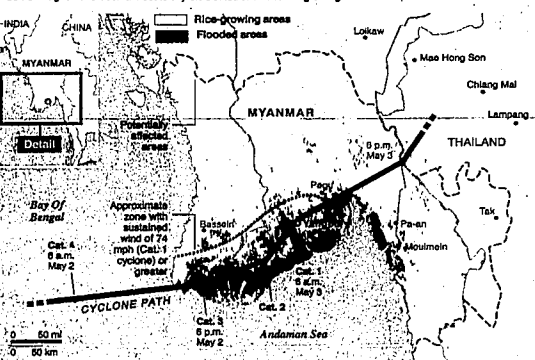 Rice-growing areas
Flooded areas
INDIA
CHINA
MYANMAR
Detail
Loikaw
Mae Hong Son
Chiang Mai
Lampang
MYANMAR
THAILAND
Potentially
affected
areas
6 p.m.
May 3
Pegu
Bay Of
Bengal
Approximate
zone with
sustained
wind of 74
mph (Cat. 1
cyclone) or
greater
Bassein
Pa-an
Tak
Moulmein
Cat. 4
6 a.m.
May 2
Cat. 1
6 a.m.
May 3
Cat. 2
CYCLONE PATH
Cat. 3
6 p.m.
May 2
Andaman Sea
0 50 mi
0 50 km